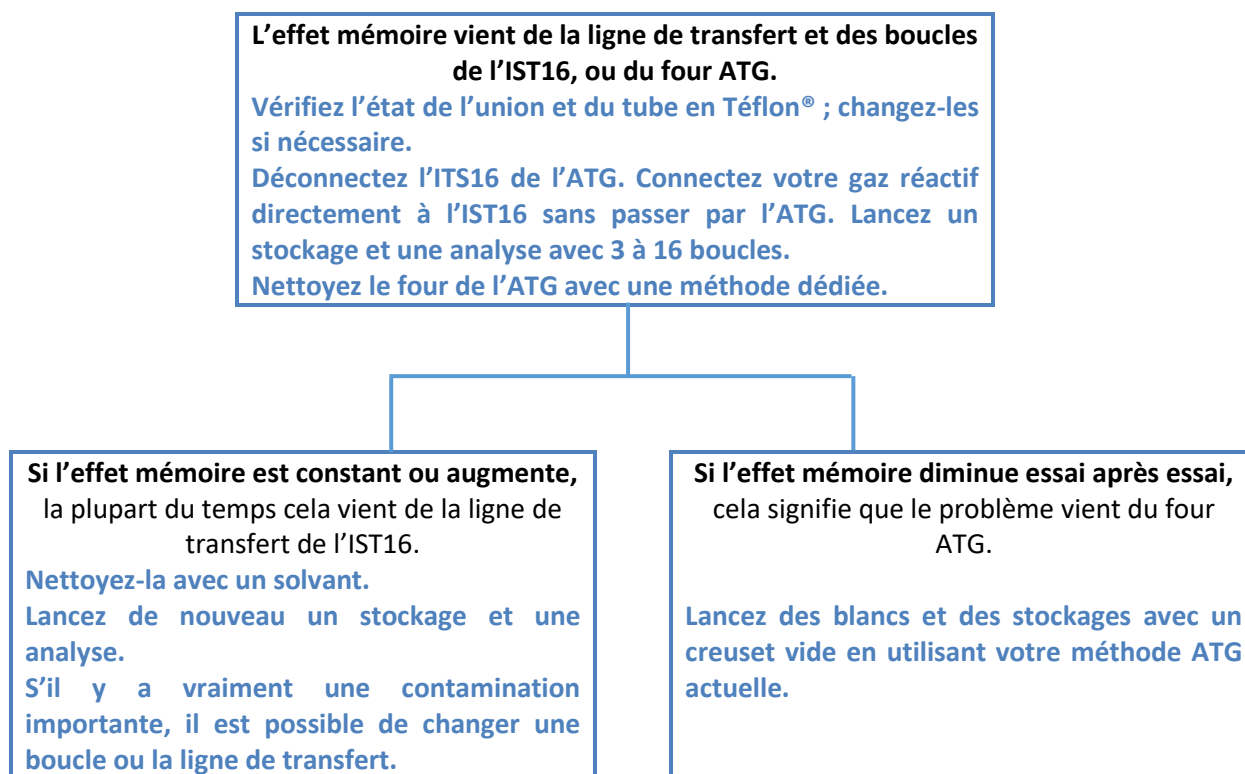 L’effet mémoire vient de la ligne de transfert et des boucles
de l’IST16, ou du four ATG.
Vérifiez l’état de l’union et du tube en Téflon® ; changez-les
si nécessaire.
Déconnectez l’ITS16 de l’ATG. Connectez votre gaz réactif
directement à l’IST16 sans passer par l’ATG. Lancez un
stockage et une analyse avec 3 à 16 boucles.
Nettoyez le four de l’ATG avec une méthode dédiée.
Si l’effet mémoire est constant ou augmente,
la plupart du temps cela vient de la ligne de
transfert de l’IST16.
Nettoyez-la avec un solvant.
Lancez de nouveau un stockage et une
analyse.
S’il y a vraiment une contamination
importante, il est possible de changer une
boucle ou la ligne de transfert.
Si l’effet mémoire diminue essai après essai,
cela signifie que le problème vient du four
ATG.
Lancez des blancs et des stockages avec un
creuset vide en utilisant votre méthode ATG
actuelle.